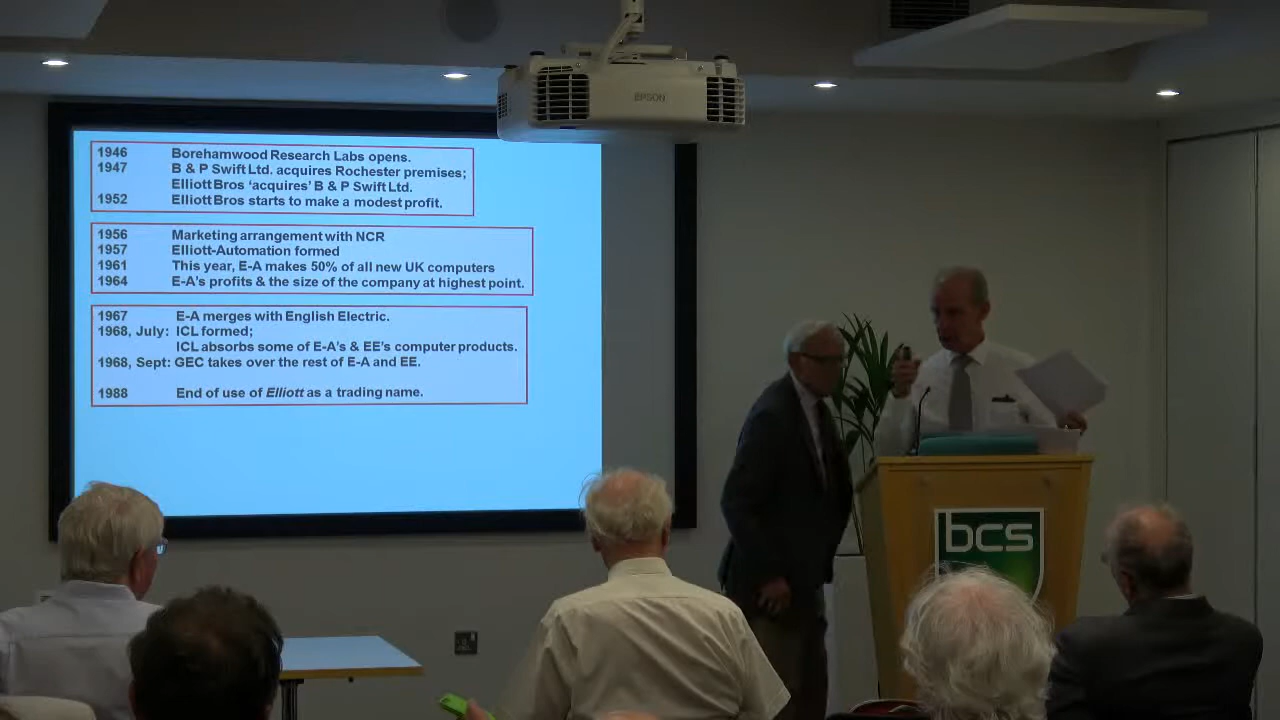 EPSON
1946 Borehamwood Research Labs opens.
1947 B & P Swift Ltd. acquires Rochester premises;
Elliott Bros ‘acquires’ B & P Swift Ltd.
1952 Elliott Bros starts to make a modest profit.
1956 Marketing arrangement with NCR
1957 Elliott-Automation formed
1961 This year, E-A makes 50% of all new UK computers
1964 E-A's profits & the size of the company at highest point.
1967 E-A merges with English Electric.
1968, July: ICL formed;
ICL absorbs some of E-A's & EE's computer products.
1968, Sept: GEC takes over the rest of E-A and EE.
1988 End of use of Elliott as a trading name.
bcs